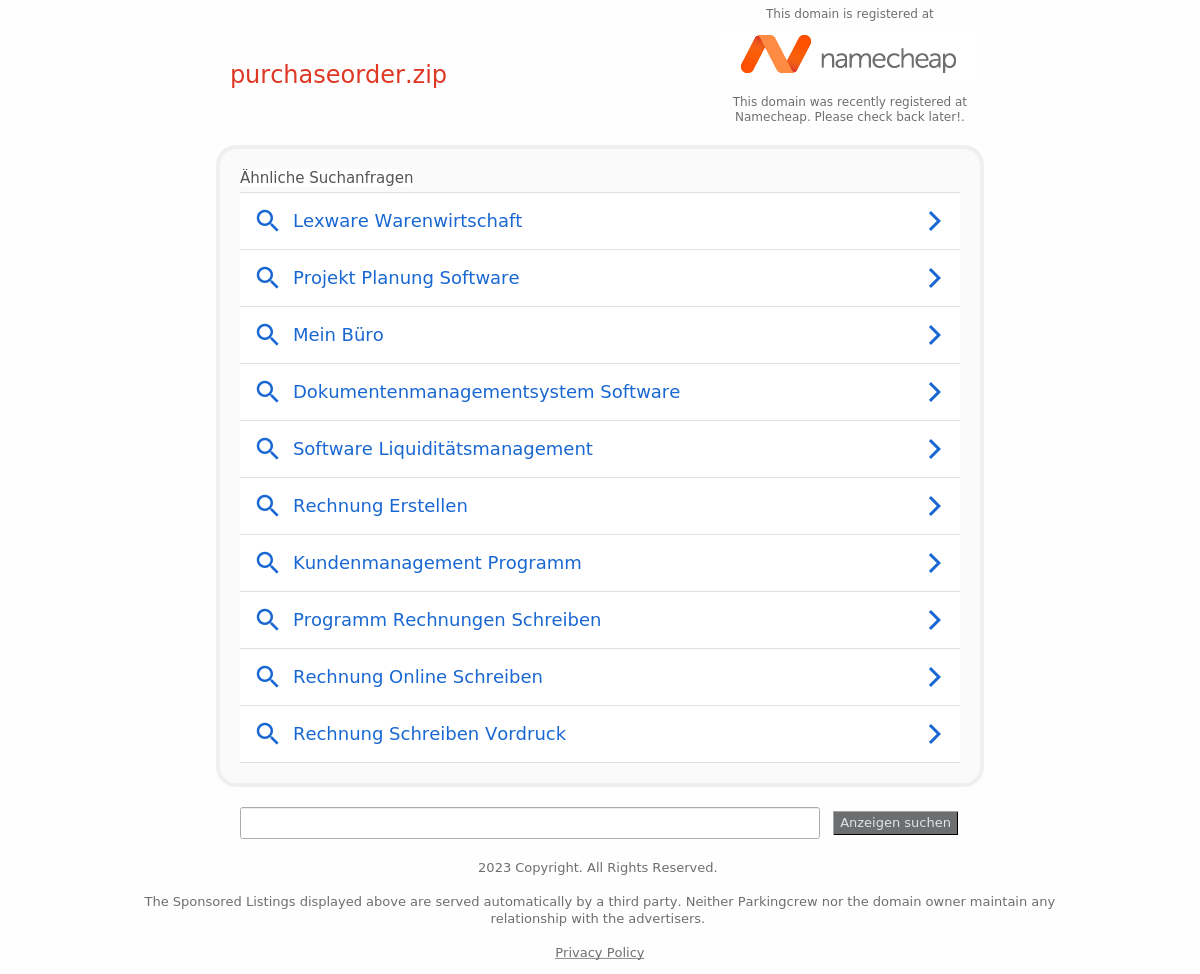 This domain is registered at
namecheap
purchaseorder.zip
This domain was recently registered at
Namecheap. Please check back later!.
Ähnliche Suchanfragen
Lexware Warenwirtschaft
Projekt Planung Software
Mein Büro
Dokumentenmanagementsystem Software
Software Liquiditätsmanagement
Rechnung Erstellen
Kundenmanagement Programm
Programm Rechnungen Schreiben
Rechnung Online Schreiben
Rechnung Schreiben Vordruck
Anzeigen suchen
2023 Copyright. All Rights Reserved.
The Sponsored Listings displayed above are served automatically by a third party. Neither Parkingcrew nor the domain owner maintain any
relationship with the advertisers.
Privacy Policy